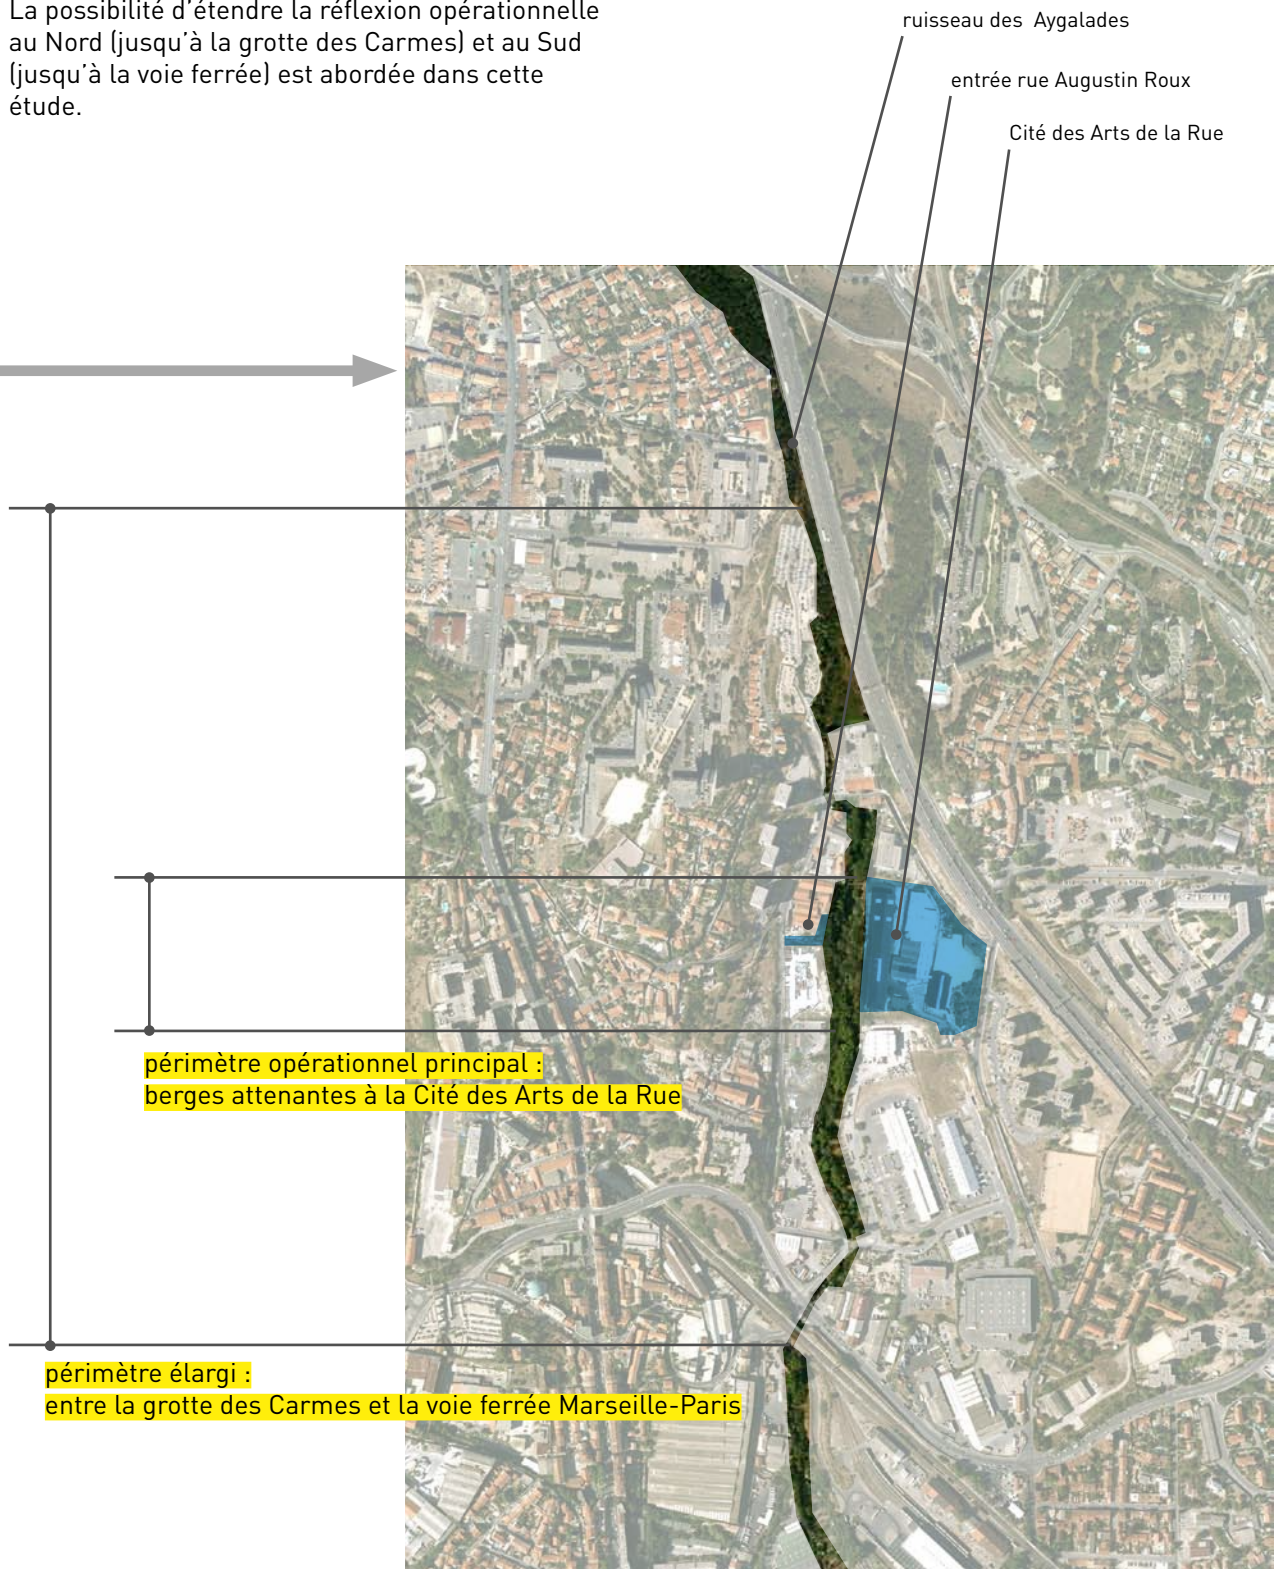 La possibilité d'étendre la réflexion opérationnelle
au Nord (jusqu'à la grotte des Carmes) et au Sud
(jusqu'à la voie ferrée) est abordée dans cette
étude.
ruisseau des Aygalades
entrée rue Augustin Roux
Cité des Arts de la Rue
périmètre opérationnel principal :
berges attenantes à la Cité des Arts de la Rue
périmètre élargi :
entre la grotte des Carmes et la voie ferrée Marseille-Paris